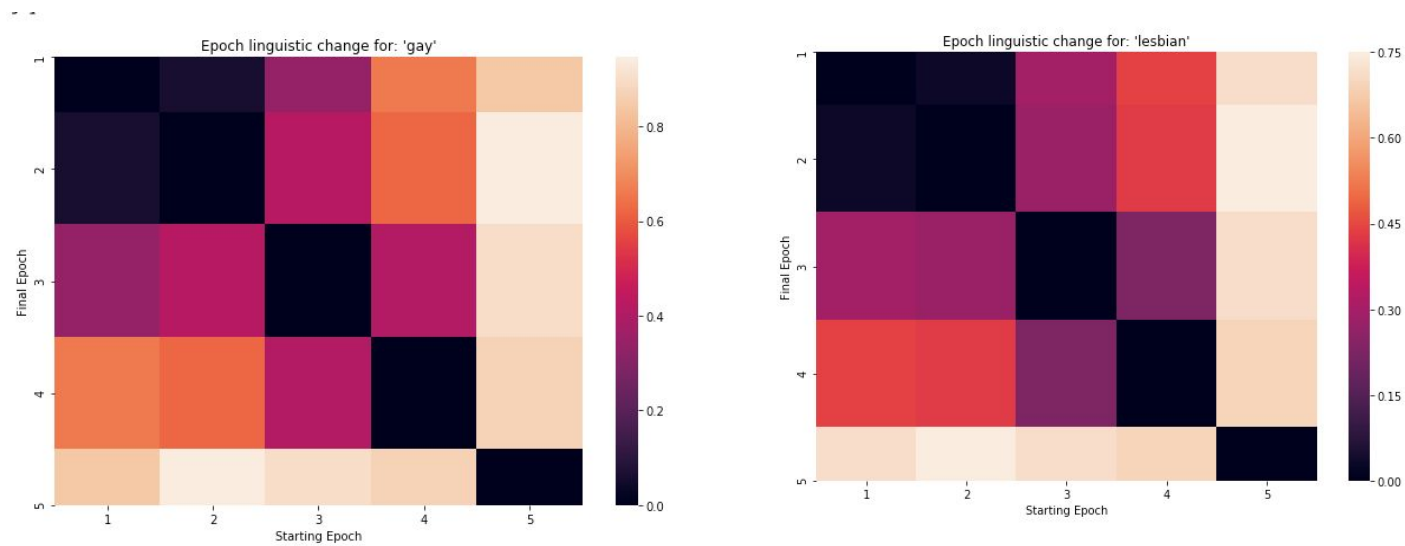 Epoch linguistic change for: 'gay'
1
2
3
4
5
Final Epoch
1 2 3 4 5
Starting Epoch
0.8
0.6
0.4
0.2
0.0
Epoch linguistic change for: 'lesbian'
1
2
3
4
5
Final Epoch
1 2 3 4 5
Starting Epoch
0.75
0.60
0.45
0.30
0.15
0.00